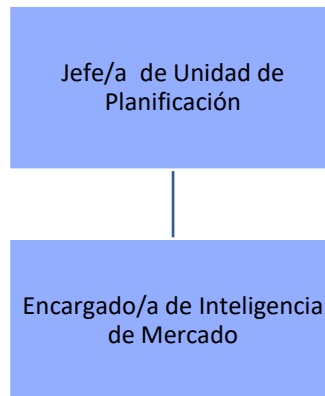 Jefe/a de Unidad de
Planificación
Encargado/a de Inteligencia
de Mercado